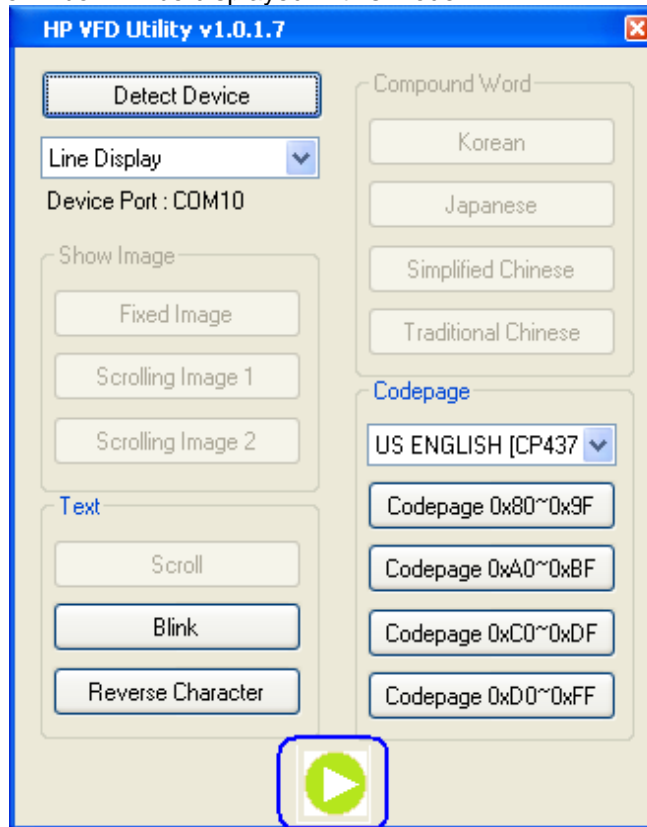 HP VFD Utility v1.0.1.7
Detect Device
Line Display
Device Port : COM10
Show Image
Fixed Image
Scrolling Image 1
Scrolling Image 2
Text
Scroll
Blink
Reverse Character
Compound Word
Korean
Japanese
Simplified Chinese
Traditional Chinese
Codepage
US ENGLISH [CP437
Codepage 0x80~0x9F
Codepage 0xA0~0xBF
Codepage 0xC0~0xDF
Codepage 0xD0~0xFF